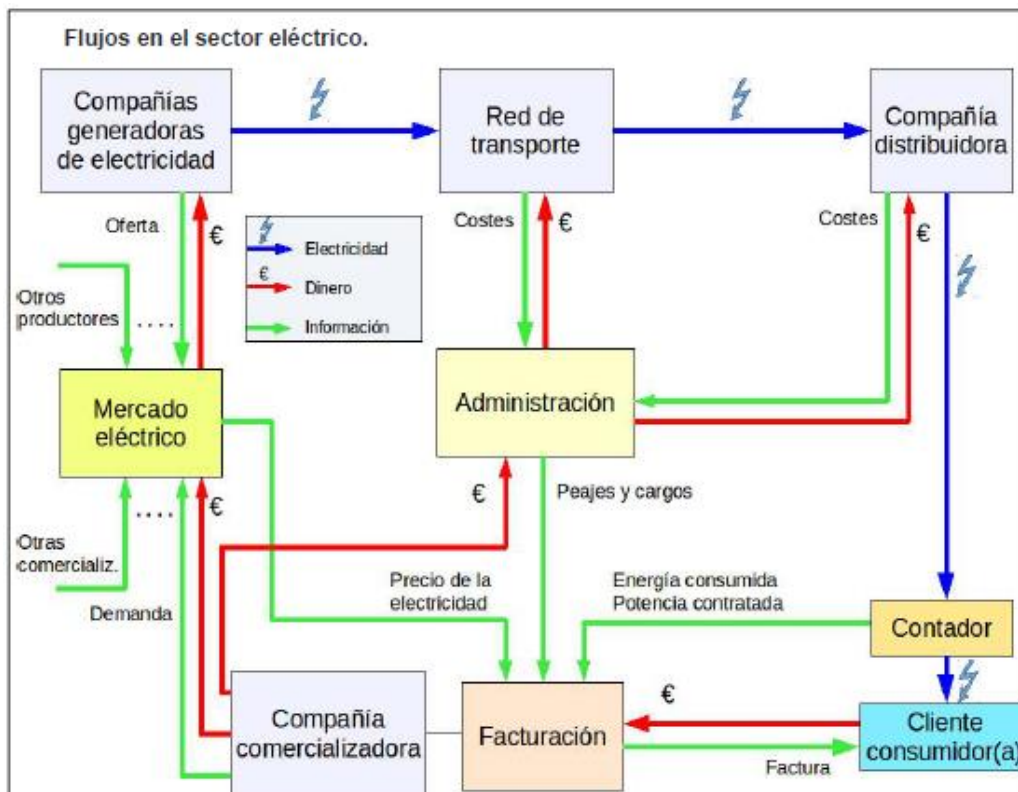 Flujos en el sector eléctrico.
Compañías
generadoras
de electricidad
Red de
transporte
Compañía
distribuidora
Oferta
€
Costes
€
Costes
€
Electricidad
€
Dinero
Información
Otros
productores
....
Mercado
eléctrico
Administración
€
Peajes y cargos
....
€
Otras
comercializ.
Demanda
Precio de la
electricidad
Energía consumida
Potencia contratada
Contador
Compañía
comercializadora
Facturación
€
Cliente
consumidor(a)
Factura